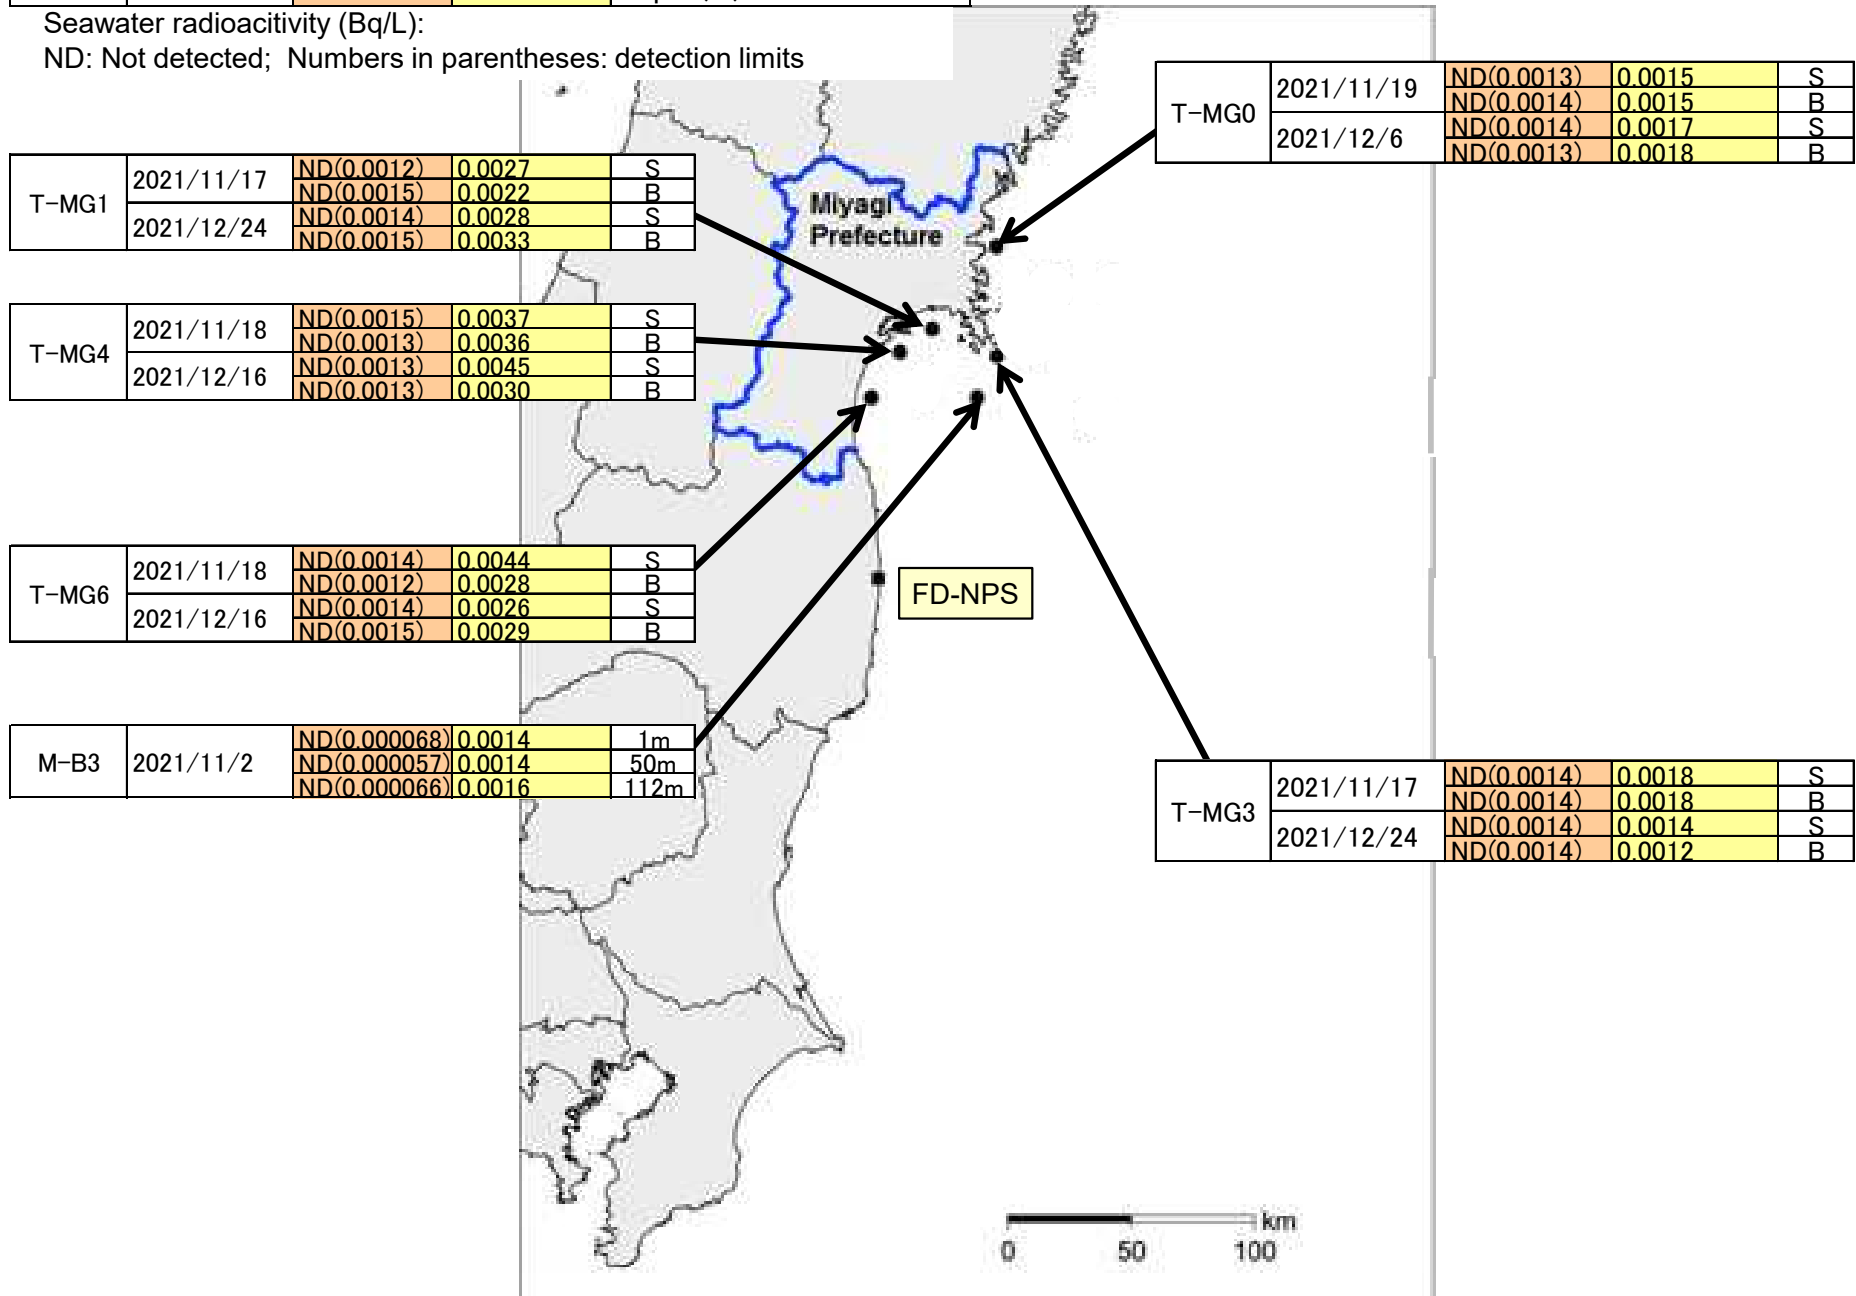 Seawater radioacitivity (Bq/L):
ND: Not detected; Numbers in parentheses: detection limits
T-MG0 2021/11/19 ND(0.0013) 0.0015 S
ND(0.0014) 0.0015 B
2021/12/6 ND(0.0014) 0.0017 S
ND(0.0013) 0.0018 B
T-MG1 2021/11/17 ND(0.0012) 0.0027 S
ND(0.0015) 0.0022 B
2021/12/24 ND(0.0014) 0.0028 S
ND(0.0015) 0.0033 B
Miyagi
Prefecture
T-MG4 2021/11/18 ND(0.0015) 0.0037 S
ND(0.0013) 0.0036 B
2021/12/16 ND(0.0013) 0.0045 S
ND(0.0013) 0.0030 B
T-MG6 2021/11/18 ND(0.0014) 0.0044 S
ND(0.0012) 0.0028 B
2021/12/16 ND(0.0014) 0.0026 S
ND(0.0015) 0.0029 B
FD-NPS
M-B3 2021/11/2 ND(0.000068) 0.0014 1m
ND(0.000057) 0.0014 50m
ND(0.000066) 0.0016 112m
T-MG3 2021/11/17 ND(0.0014) 0.0018 S
ND(0.0014) 0.0018 B
2021/12/24 ND(0.0014) 0.0014 S
ND(0.0014) 0.0012 B
km
0 50 100